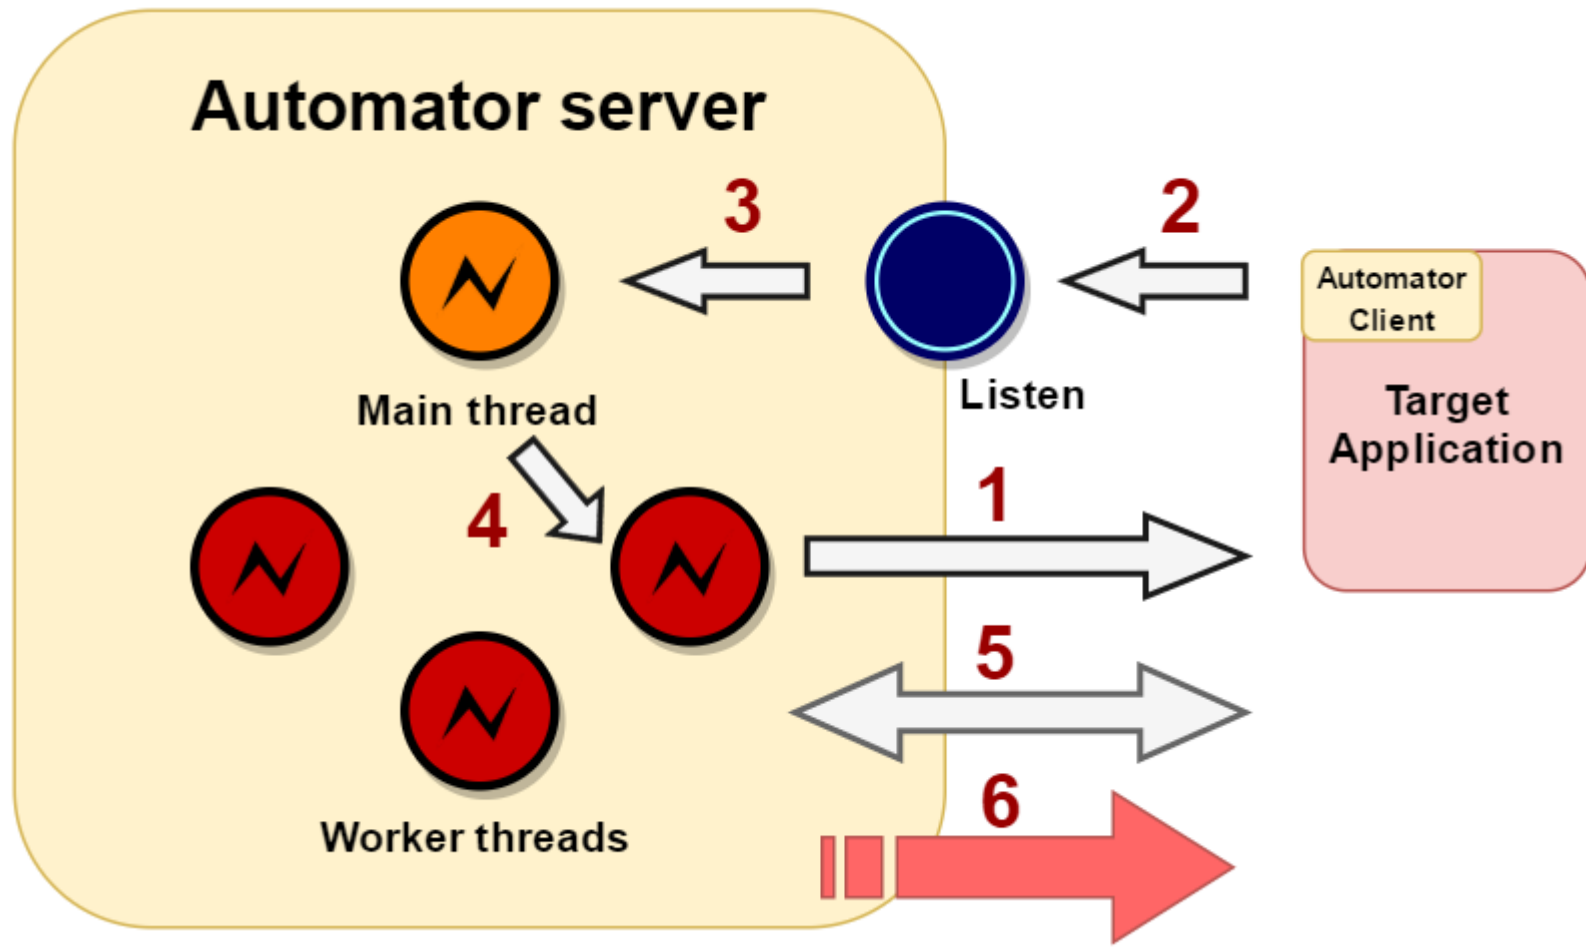 Automator server
3
2
Automator
Client
Main thread
Listen
Target
Application
4
1
5
6
Worker threads